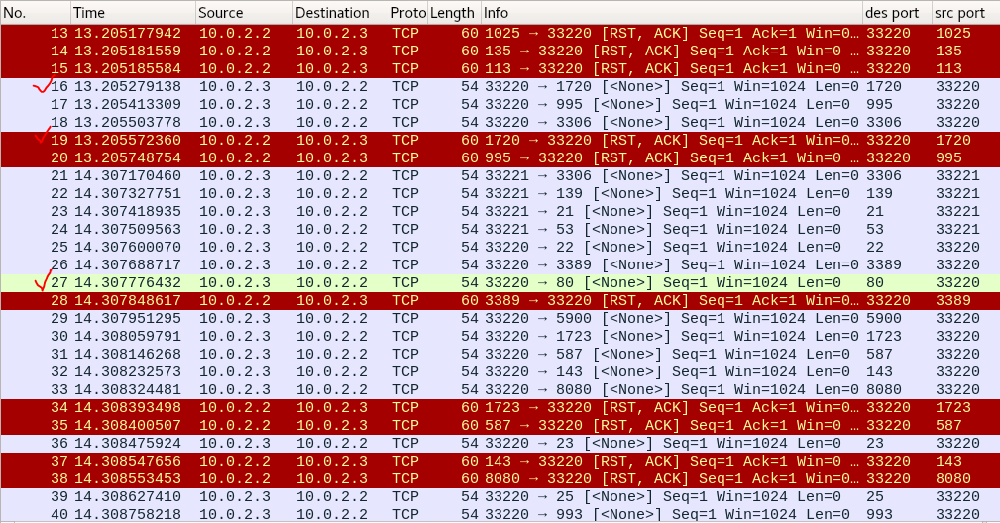 No. Time Source Destination Proto Length Info des port src port
13 13.205177942 10.0.2.2 10.0.2.3 TCP 60 1025 → 33220 [RST, ACK] Seq=1 Ack=1 Win=0… 33220 1025
14 13.205181559 10.0.2.2 10.0.2.3 TCP 60 135 → 33220 [RST, ACK] Seq=1 Ack=1 Win=0 … 33220 135
15 13.205185584 10.0.2.2 10.0.2.3 TCP 60 113 → 33220 [RST, ACK] Seq=1 Ack=1 Win=0 … 33220 113
16 13.205279138 10.0.2.3 10.0.2.2 TCP 54 33220 → 1720 [<None>] Seq=1 Win=1024 Len=0 1720 33220
17 13.205413309 10.0.2.3 10.0.2.2 TCP 54 33220 → 995 [<None>] Seq=1 Win=1024 Len=0 995 33220
18 13.205503778 10.0.2.3 10.0.2.2 TCP 54 33220 → 3306 [<None>] Seq=1 Win=1024 Len=0 3306 33220
19 13.205572360 10.0.2.2 10.0.2.3 TCP 60 1720 → 33220 [RST, ACK] Seq=1 Ack=1 Win=0… 33220 1720
20 13.205748754 10.0.2.2 10.0.2.3 TCP 60 995 → 33220 [RST, ACK] Seq=1 Ack=1 Win=0 … 33220 995
21 14.307170460 10.0.2.3 10.0.2.2 TCP 54 33221 → 3306 [<None>] Seq=1 Win=1024 Len=0 3306 33221
22 14.307327751 10.0.2.3 10.0.2.2 TCP 54 33221 → 139 [<None>] Seq=1 Win=1024 Len=0 139 33221
23 14.307418935 10.0.2.3 10.0.2.2 TCP 54 33221 → 21 [<None>] Seq=1 Win=1024 Len=0 21 33221
24 14.307509563 10.0.2.3 10.0.2.2 TCP 54 33221 → 53 [<None>] Seq=1 Win=1024 Len=0 53 33221
25 14.307600070 10.0.2.3 10.0.2.2 TCP 54 33220 → 22 [<None>] Seq=1 Win=1024 Len=0 22 33220
26 14.307688717 10.0.2.3 10.0.2.2 TCP 54 33220 → 3389 [<None>] Seq=1 Win=1024 Len=0 3389 33220
27 14.307776432 10.0.2.3 10.0.2.2 TCP 54 33220 → 80 [<None>] Seq=1 Win=1024 Len=0 80 33220
28 14.307848617 10.0.2.2 10.0.2.3 TCP 60 3389 → 33220 [RST, ACK] Seq=1 Ack=1 Win=0… 33220 3389
29 14.307951295 10.0.2.3 10.0.2.2 TCP 54 33220 → 5900 [<None>] Seq=1 Win=1024 Len=0 5900 33220
30 14.308059791 10.0.2.3 10.0.2.2 TCP 54 33220 → 1723 [<None>] Seq=1 Win=1024 Len=0 1723 33220
31 14.308146268 10.0.2.3 10.0.2.2 TCP 54 33220 → 587 [<None>] Seq=1 Win=1024 Len=0 587 33220
32 14.308232573 10.0.2.3 10.0.2.2 TCP 54 33220 → 143 [<None>] Seq=1 Win=1024 Len=0 143 33220
33 14.308324481 10.0.2.3 10.0.2.2 TCP 54 33220 → 8080 [<None>] Seq=1 Win=1024 Len=0 8080 33220
34 14.308393498 10.0.2.2 10.0.2.3 TCP 60 1723 → 33220 [RST, ACK] Seq=1 Ack=1 Win=0… 33220 1723
35 14.308400507 10.0.2.2 10.0.2.3 TCP 60 587 → 33220 [RST, ACK] Seq=1 Ack=1 Win=0 … 33220 587
36 14.308475924 10.0.2.3 10.0.2.2 TCP 54 33220 → 23 [<None>] Seq=1 Win=1024 Len=0 23 33220
37 14.308547656 10.0.2.2 10.0.2.3 TCP 60 143 → 33220 [RST, ACK] Seq=1 Ack=1 Win=0 … 33220 143
38 14.308553453 10.0.2.2 10.0.2.3 TCP 60 8080 → 33220 [RST, ACK] Seq=1 Ack=1 Win=0… 33220 8080
39 14.308627410 10.0.2.3 10.0.2.2 TCP 54 33220 → 25 [<None>] Seq=1 Win=1024 Len=0 25 33220
40 14.308758218 10.0.2.3 10.0.2.2 TCP 54 33220 → 993 [<None>] Seq=1 Win=1024 Len=0 993 33220